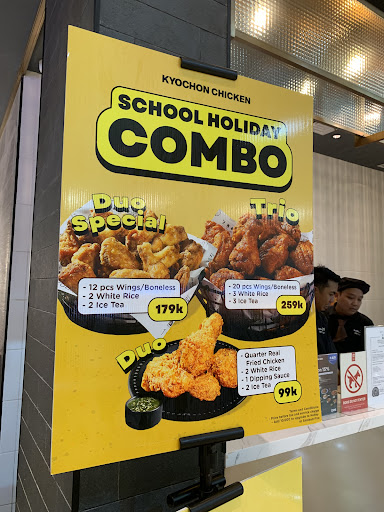 KYOCHON CHICKEN
SCHOOL HOLIDAY
COMBO
Duo
Special
- 12 pcs Wings/Boneless
- 2 White Rice
- 2 Ice Tea
179k
Trio
- 20 pcs Wings/Boneless
- 3 White Rice
- 3 Ice Tea
259k
Duo
- Quarter Real
Fried Chicken
- 2 White Rice
- 1 Dipping Sauce
- 2 Ice Tea
99k